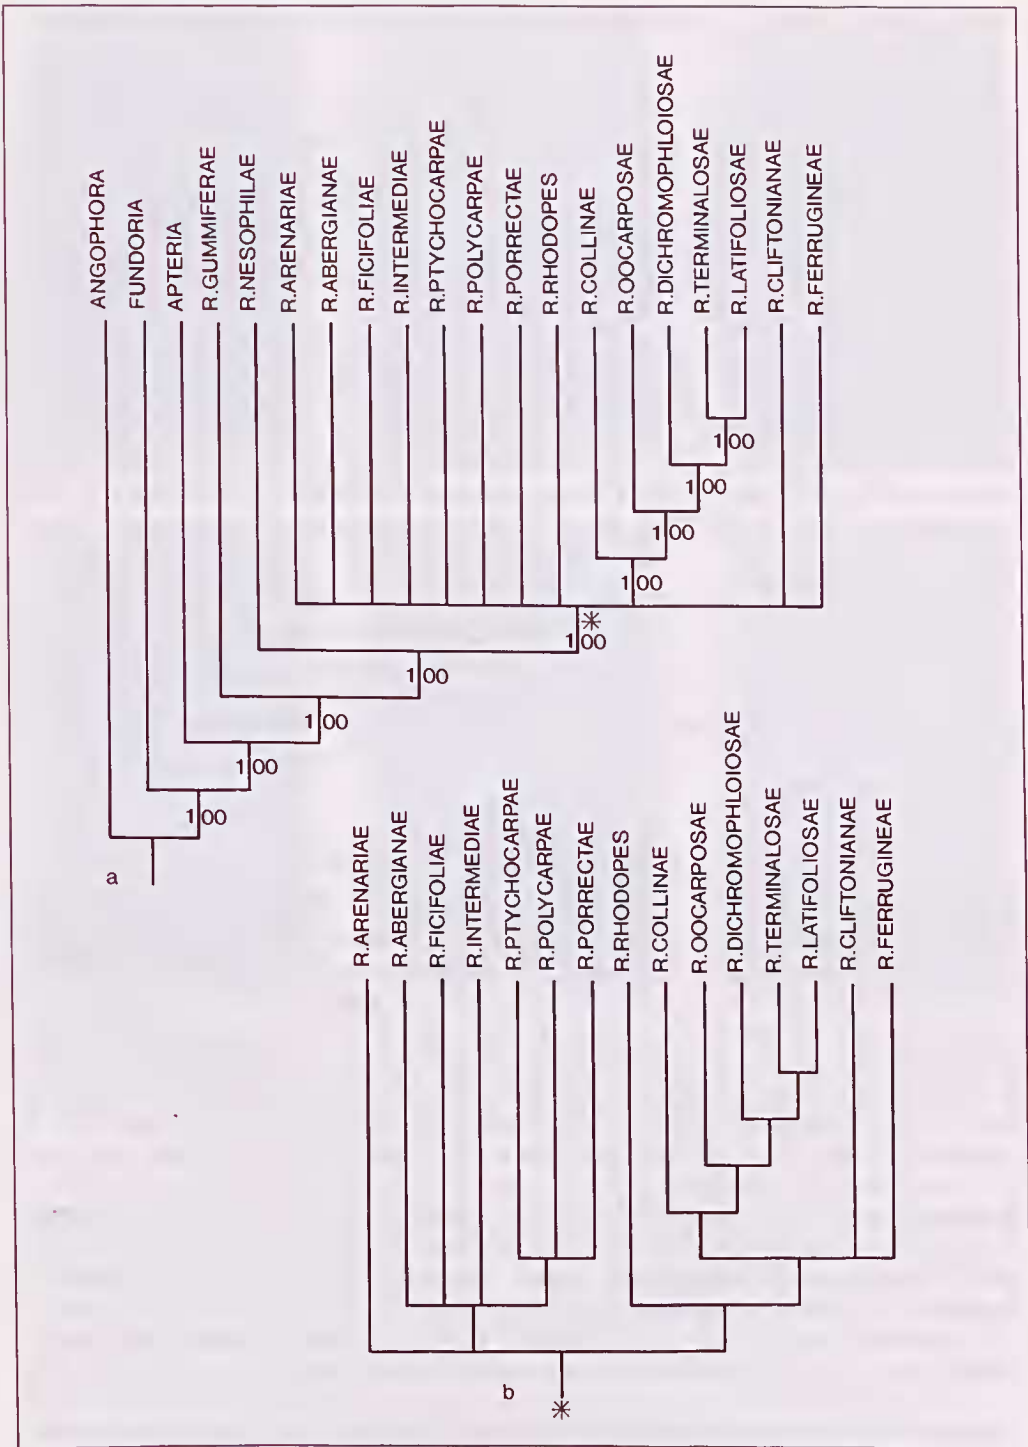 ANGOPHORA
FUNDORIA
APTERIA
R.GUMMIFERAE
R.NESOPHILAE
R.ARENARIAE
R.ABERGIANAE
R.FICIFOLIAE
R.INTERMEDIAE
R.PTYCHOCARPAE
R.POLYCARPAE
R.PORRECTAE
R.RHODOPES
R.COLLINAE
R.OOCARPOSAE
R.DICHROMOPHLOIOSAE
R.TERMINALOSAE
R.LATIFOLIOSAE
R.CLIFTONIANAE
R.FERRUGINEAE
100
100
100
100
*
100
100
100
100
100
a
R.ARENARIAE
R.ABERGIANAE
R.FICIFOLIAE
R.INTERMEDIAE
R.PTYCHOCARPAE
R.POLYCARPAE
R.PORRECTAE
R.RHODOPES
R.COLLINAE
R.OOCARPOSAE
R.DICHROMOPHLOIOSAE
R.TERMINALOSAE
R.LATIFOLIOSAE
R.CLIFTONIANAE
R.FERRUGINEAE
b
*